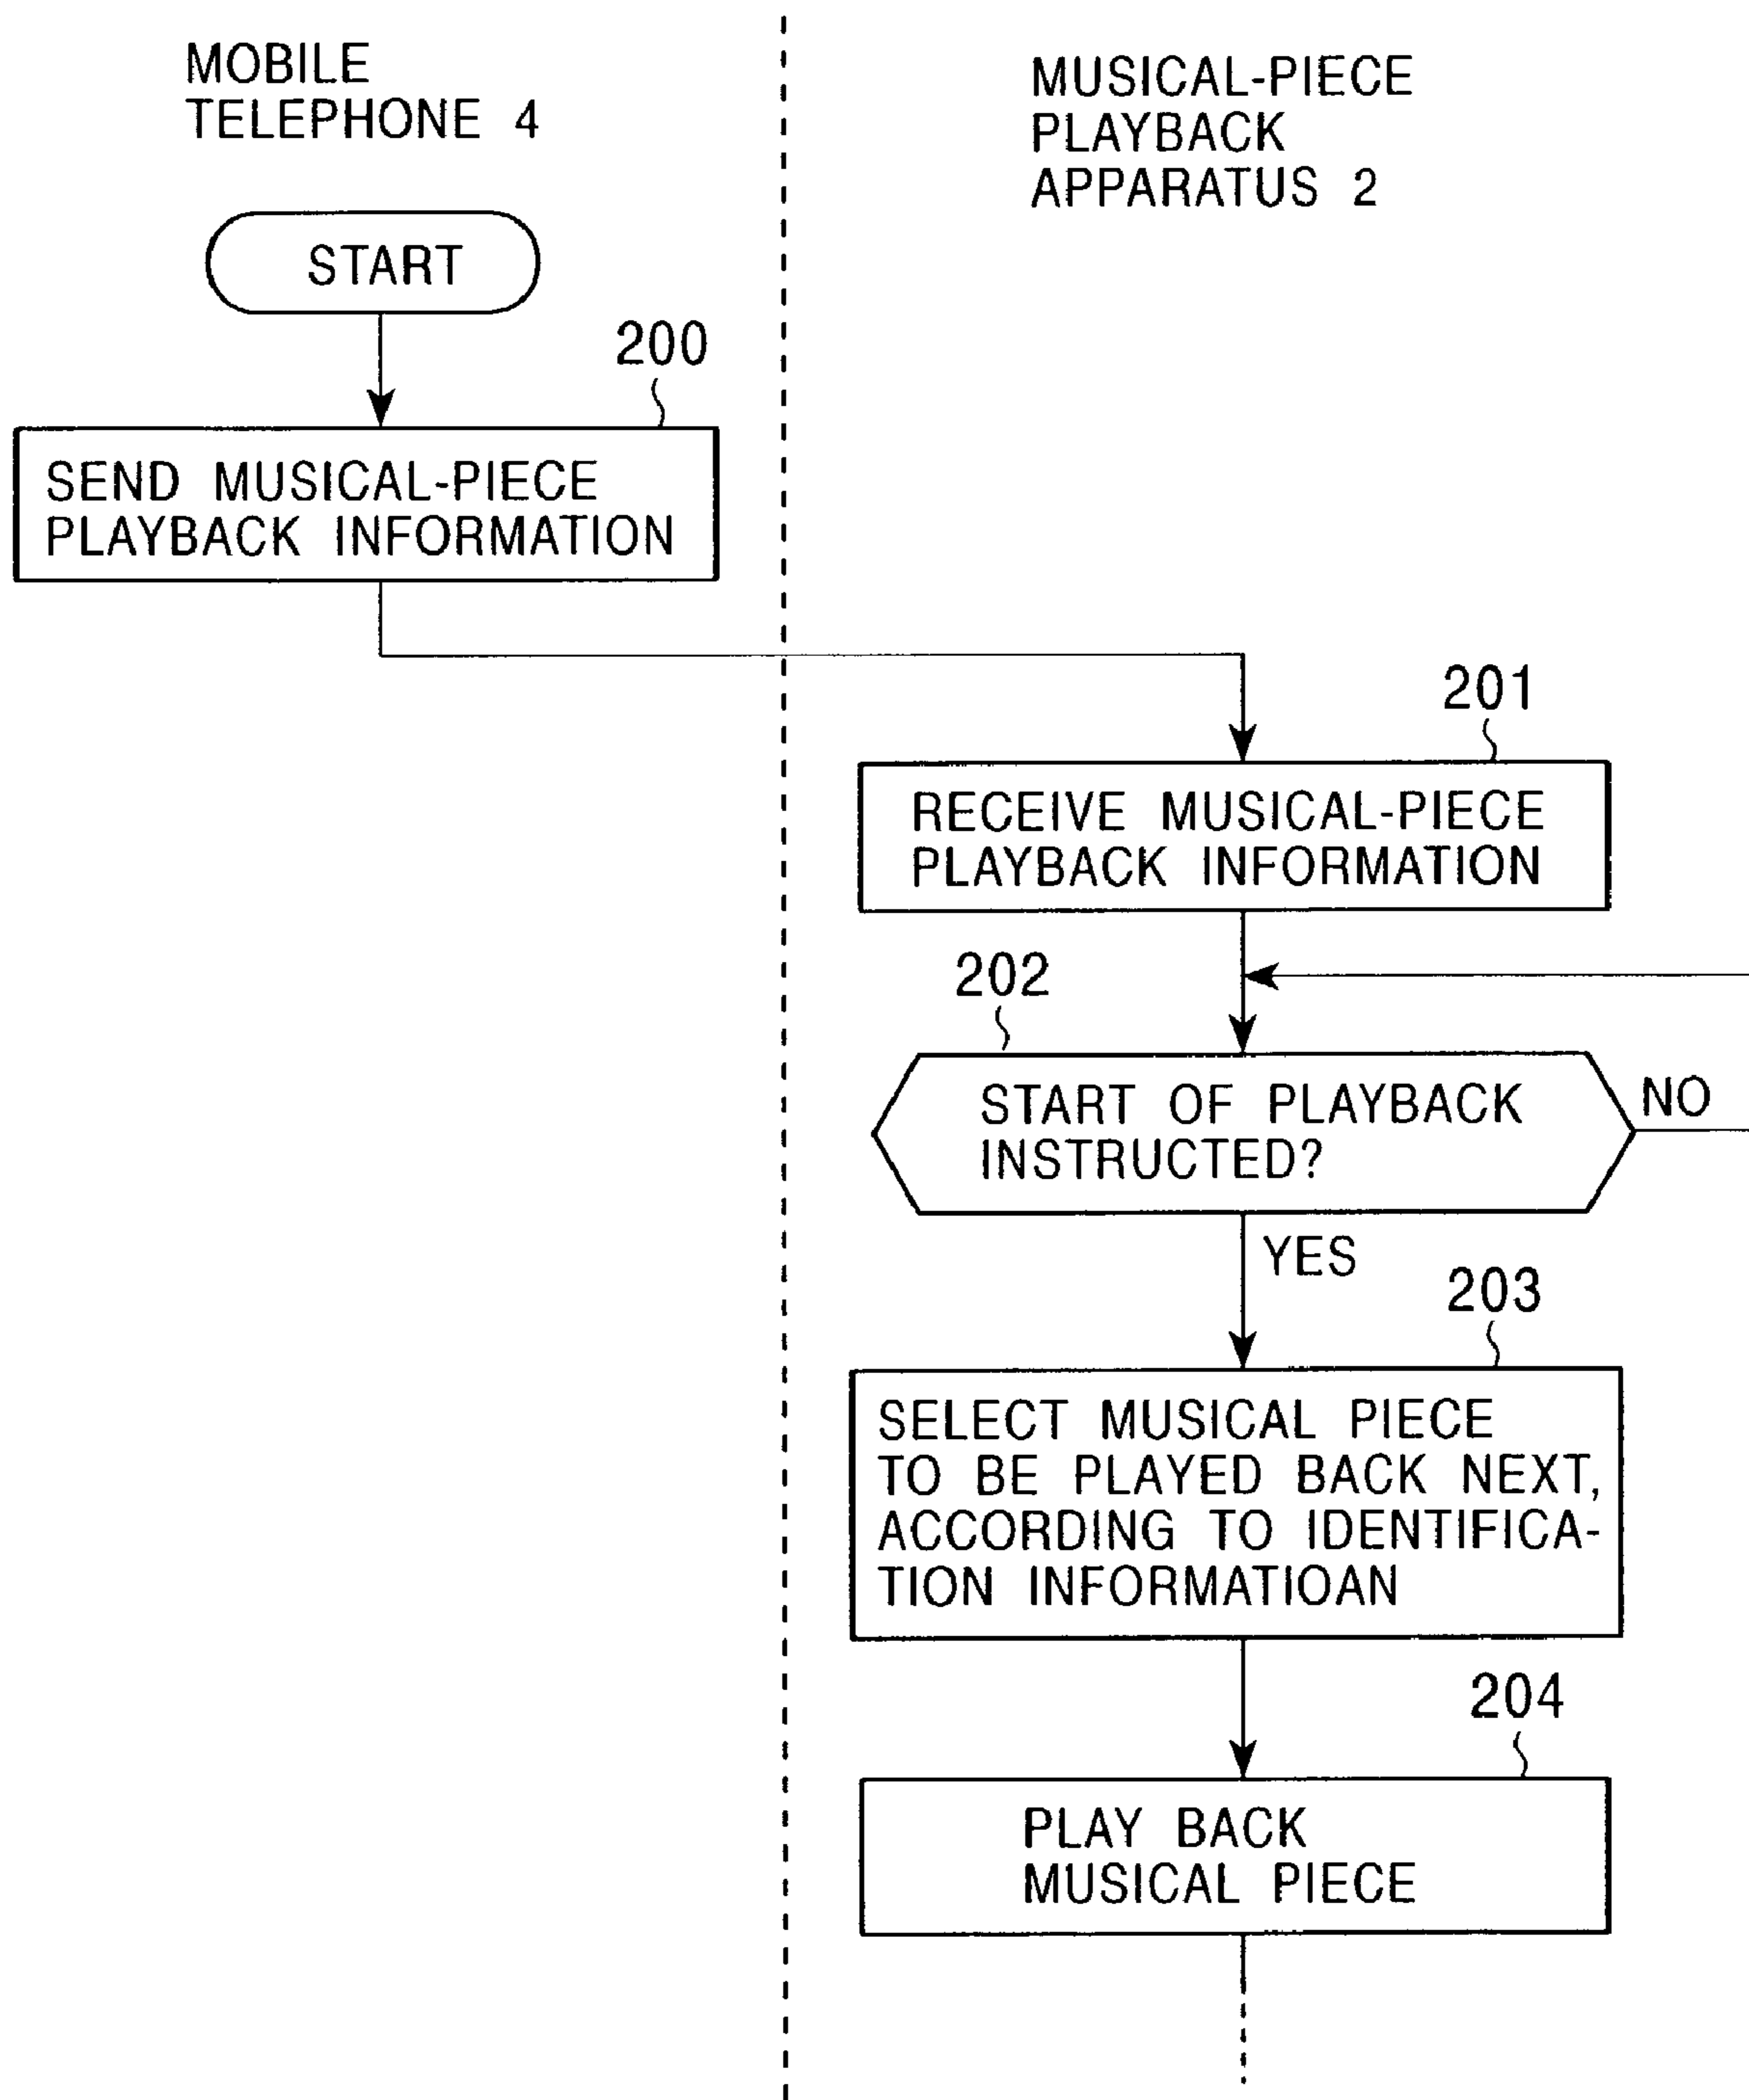 MOBILE
TELEPHONE 4
MUSICAL-PIECE
PLAYBACK
APPARATUS 2
START
200
SEND MUSICAL-PIECE
PLAYBACK INFORMATION
201
RECEIVE MUSICAL-PIECE
PLAYBACK INFORMATION
202
START OF PLAYBACK
INSTRUCTED?
NO
YES
203
SELECT MUSICAL PIECE
TO BE PLAYED BACK NEXT,
ACCORDING TO IDENTIFICA-
TION INFORMATIOAN
204
PLAY BACK
MUSICAL PIECE